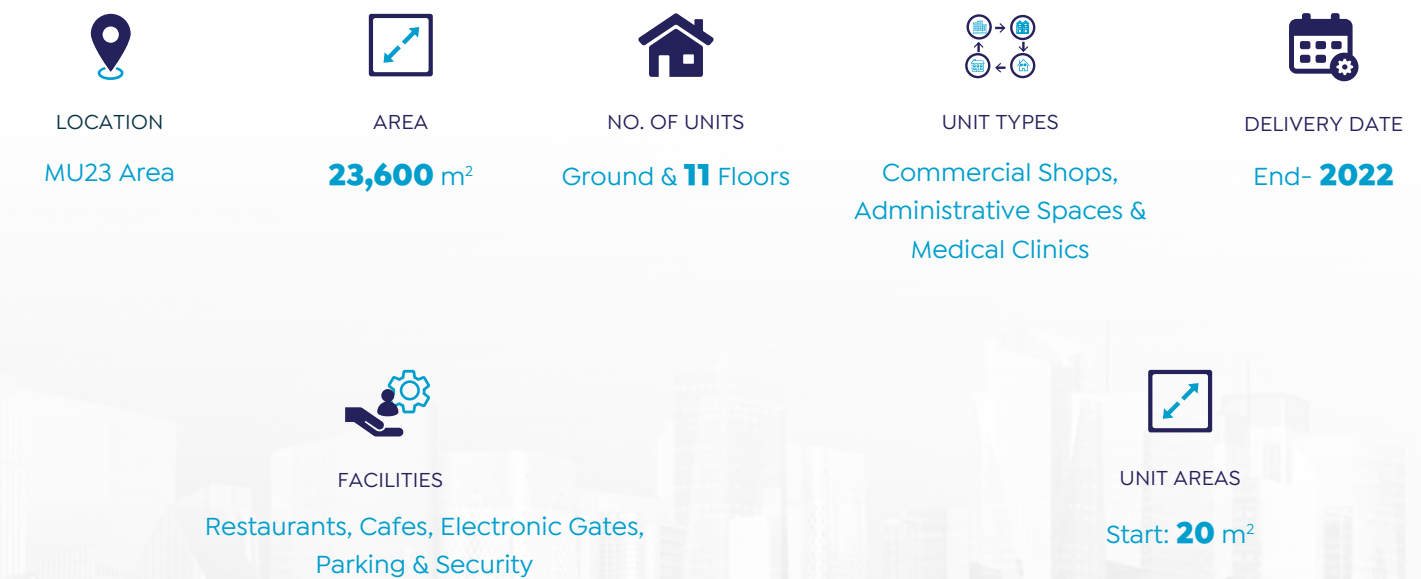 LOCATION
MU23 Area
AREA
23,600 m²
NO. OF UNITS
Ground & 11 Floors
UNIT TYPES
Commercial Shops,
Administrative Spaces &
Medical Clinics
DELIVERY DATE
End- 2022
FACILITIES
Restaurants, Cafes, Electronic Gates,
Parking & Security
UNIT AREAS
Start: 20 m²